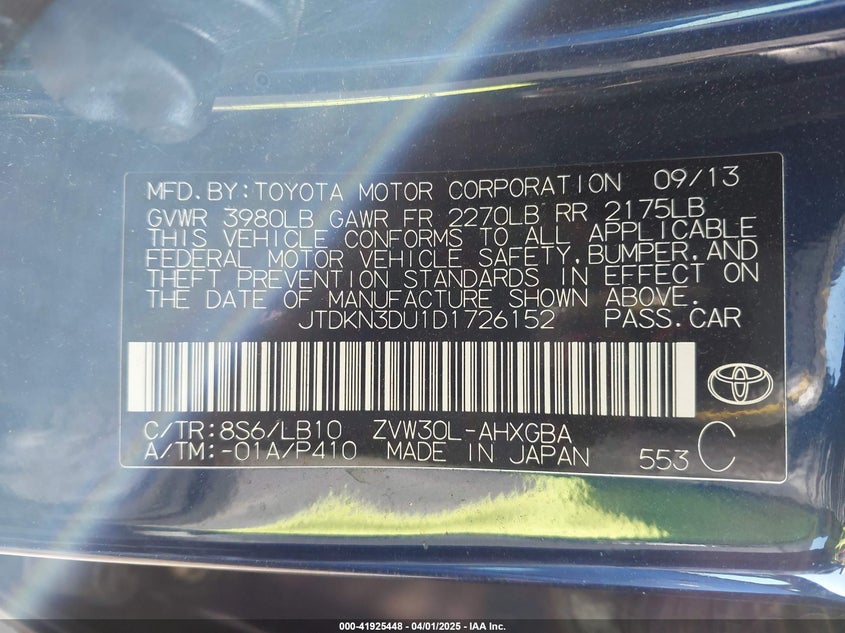 MFD.BY:TOYOTA MOTOR CORPORATION 09/13
GVWR 3980LB GAWR FR 2270LB RR 2175LB
THIS VEHICLE CONFORMS TO ALL APPLICABLE
FEDERAL MOTOR VEHICLE SAFETY,BUMPER,AND
THEFT PREVENTION STANDARDS IN EFFECT ON
THE DATE OF MANUFACTURE SHOWN ABOVE.
JTDKN3DU1D1726152 PASS.CAR
C/TR:8S6/LB10 ZVW30L-AHXGBA
A/TM:-01A/P410 MADE IN JAPAN 553 C
000-41925448 - 04/01/2025 - IAA Inc.